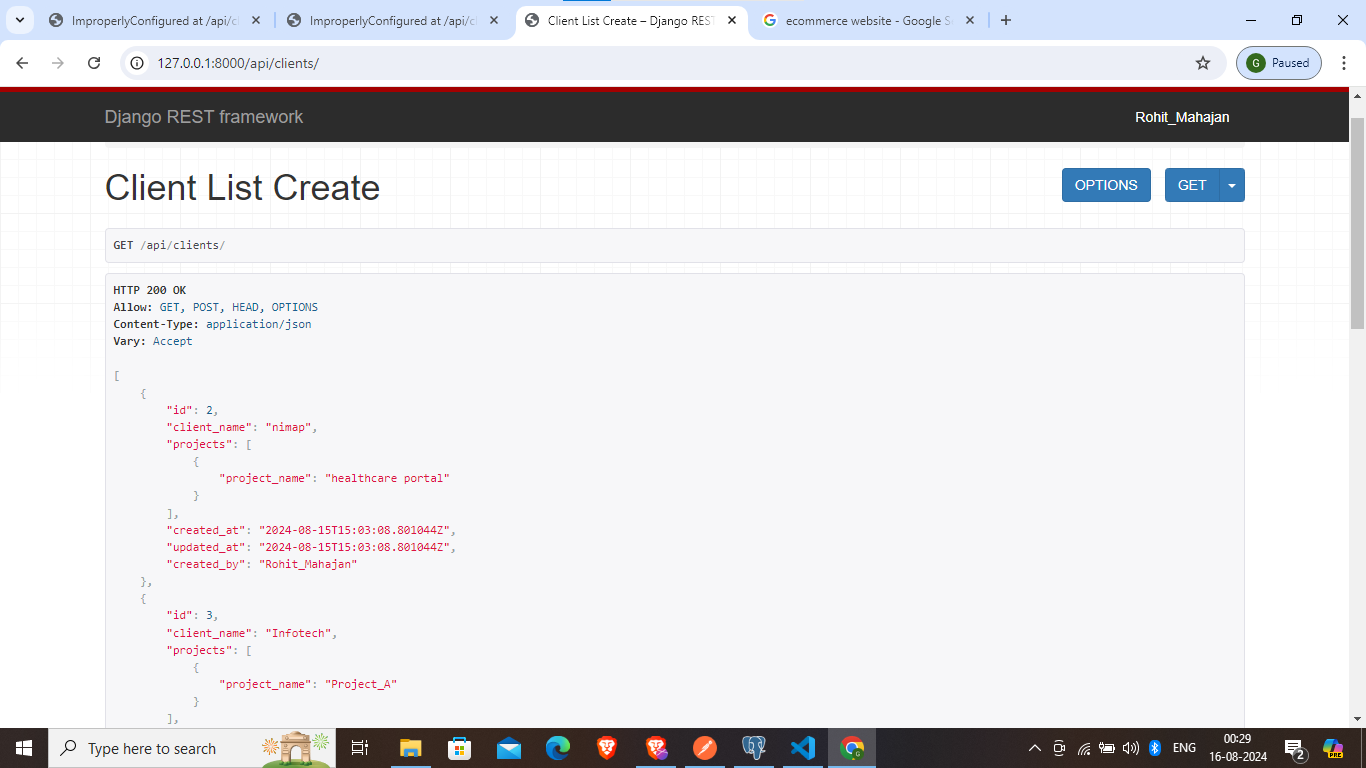 ImproperlyConfigured at /api/cl
ImproperlyConfigured at /api/cl
Client List Create – Django REST
ecommerce website - Google Se
127.0.0.1:8000/api/clients/
G
Paused
Django REST framework
Rohit_Mahajan
Client List Create
OPTIONS
GET
GET /api/clients/
HTTP 200 OK
Allow: GET, POST, HEAD, OPTIONS
Content-Type: application/json
Vary: Accept
[
{
"id": 2,
"client_name": "nimap",
"projects": [
{
"project_name": "healthcare portal"
}
],
"created_at": "2024-08-15T15:03:08.801044Z",
"updated_at": "2024-08-15T15:03:08.801044Z",
"created_by": "Rohit_Mahajan"
},
{
"id": 3,
"client_name": "Infotech",
"projects": [
{
"project_name": "Project_A"
}
],
Type here to search
ENG
00:29
16-08-2024
2
PRE